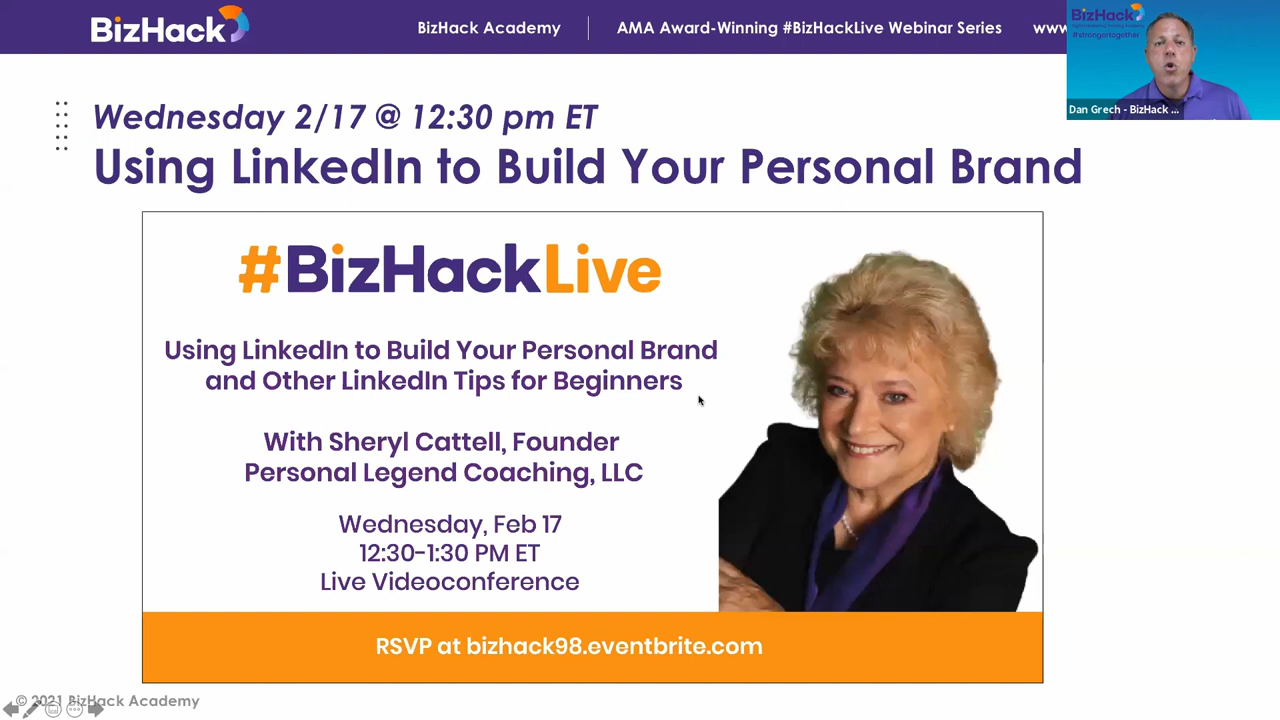 BizHack
BizHack Academy
AMA Award-Winning #BizHackLive Webinar Series
www
BizHack
#strongertogether
Dan Grech - BizHack ...
Wednesday 2/17 @ 12:30 pm ET
Using LinkedIn to Build Your Personal Brand
#BizHackLive
Using LinkedIn to Build Your Personal Brand
and Other LinkedIn Tips for Beginners
With Sheryl Cattell, Founder
Personal Legend Coaching, LLC
Wednesday, Feb 17
12:30-1:30 PM ET
Live Videoconference
RSVP at bizhack98.eventbrite.com
© 2021 BizHack Academy